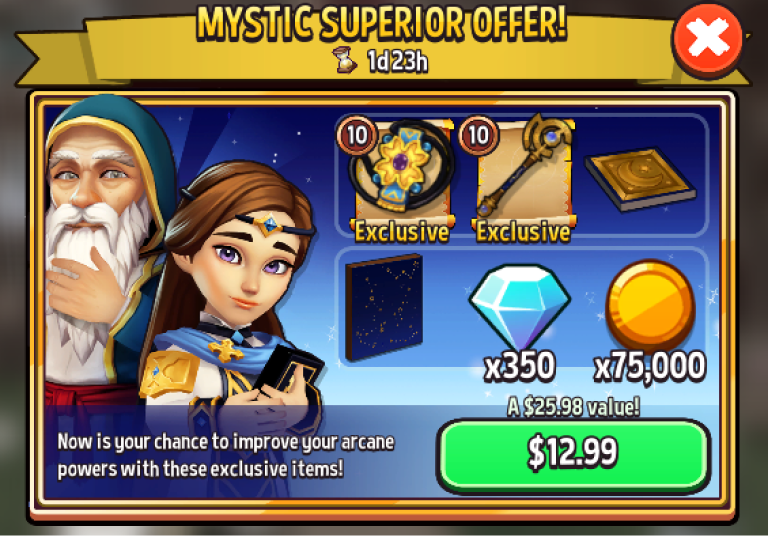 MYSTIC SUPERIOR OFFER!
1d 23h
10
10
Exclusive
Exclusive
x350
x75,000
A $25.98 value!
$12.99
Now is your chance to improve your arcane
powers with these exclusive items!